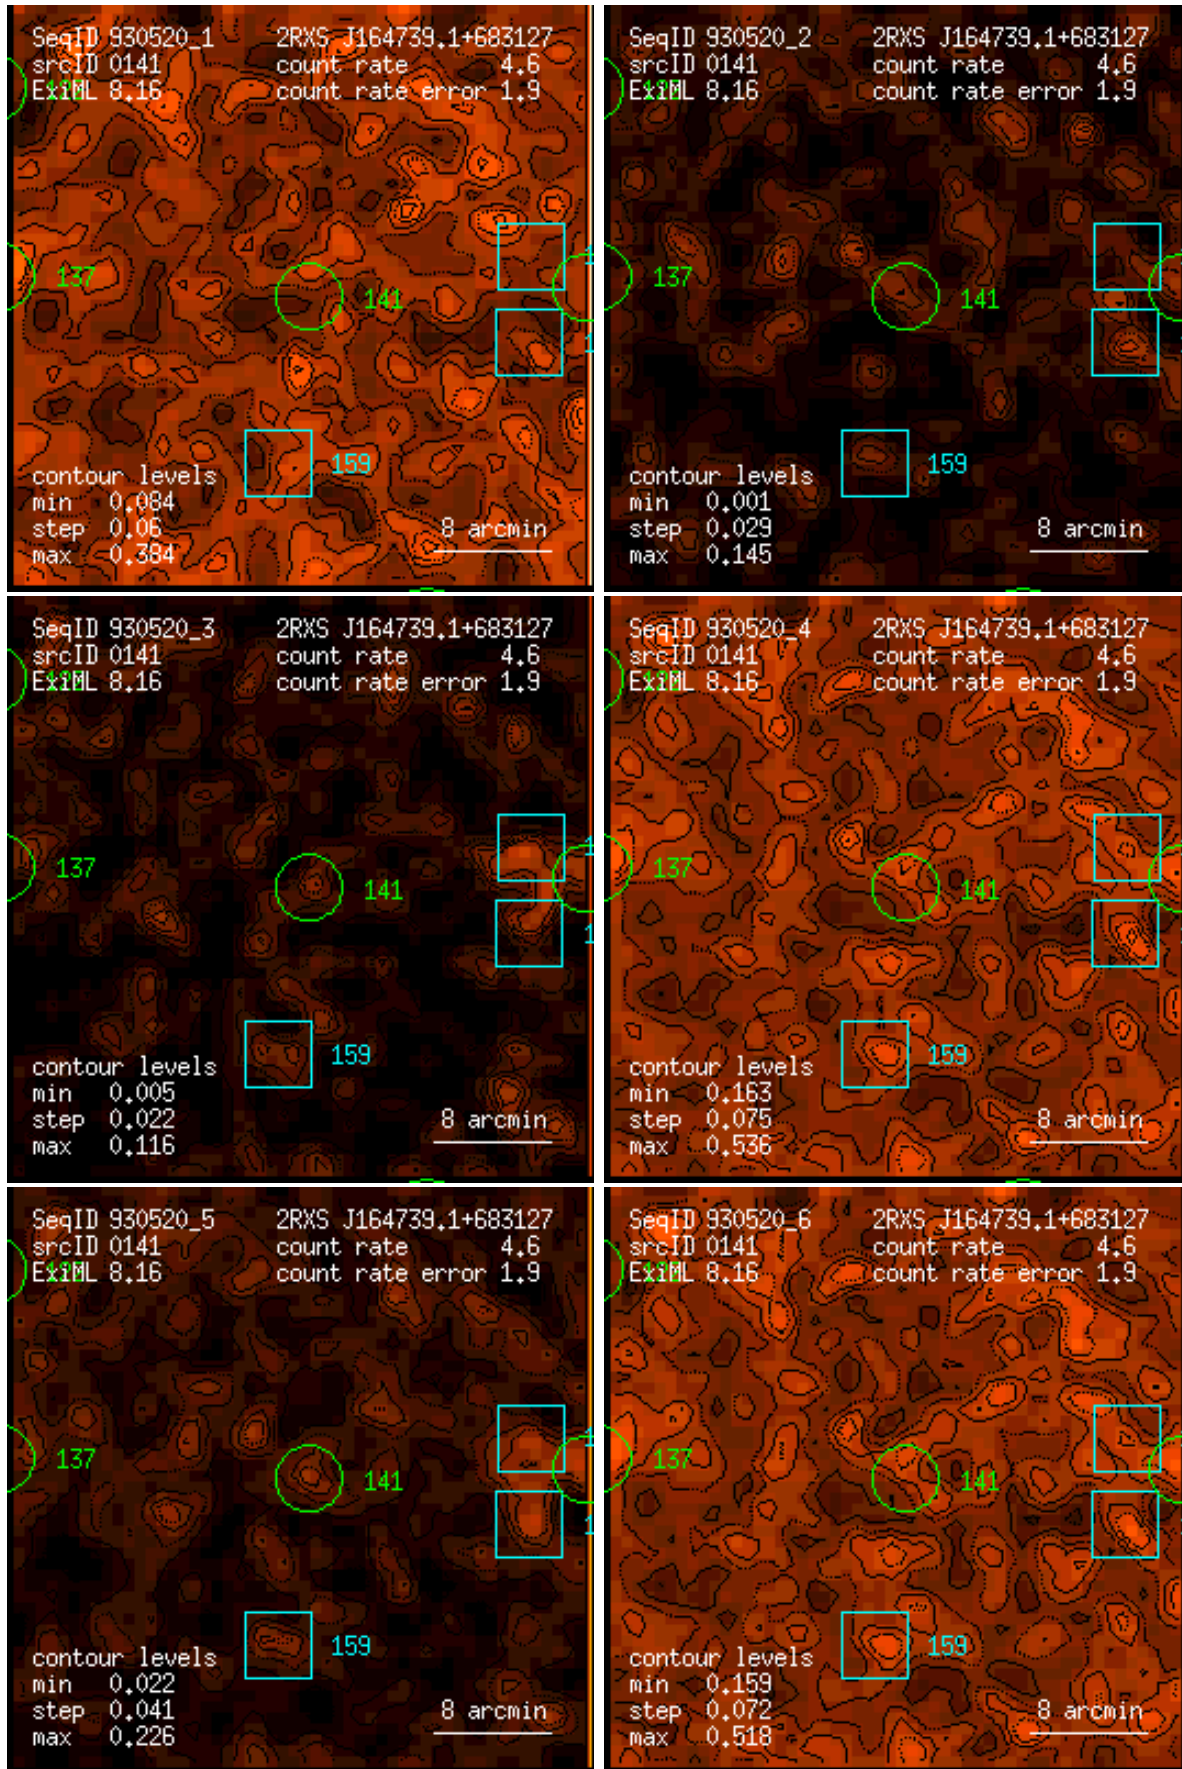 SeqID 930520_1 2RXS J164739.1+683127
srcID 0141 count rate 4.6
ExiML 8.16 count rate error 1.9
137
141
159
contour levels
min 0.084
step 0.06
max 0.384
8 arcmin
SeqID 930520_2 2RXS J164739.1+683127
srcID 0141 count rate 4.6
ExiML 8.16 count rate error 1.9
137
141
159
contour levels
min 0.001
step 0.029
max 0.145
8 arcmin
SeqID 930520_3 2RXS J164739.1+683127
srcID 0141 count rate 4.6
ExiML 8.16 count rate error 1.9
137
141
159
contour levels
min 0.005
step 0.022
max 0.116
8 arcmin
SeqID 930520_4 2RXS J164739.1+683127
srcID 0141 count rate 4.6
ExiML 8.16 count rate error 1.9
137
141
159
contour levels
min 0.163
step 0.075
max 0.536
8 arcmin
SeqID 930520_5 2RXS J164739.1+683127
srcID 0141 count rate 4.6
ExiML 8.16 count rate error 1.9
137
141
159
contour levels
min 0.022
step 0.041
max 0.226
8 arcmin
SeqID 930520_6 2RXS J164739.1+683127
srcID 0141 count rate 4.6
ExiML 8.16 count rate error 1.9
137
141
159
contour levels
min 0.159
step 0.072
max 0.518
8 arcmin